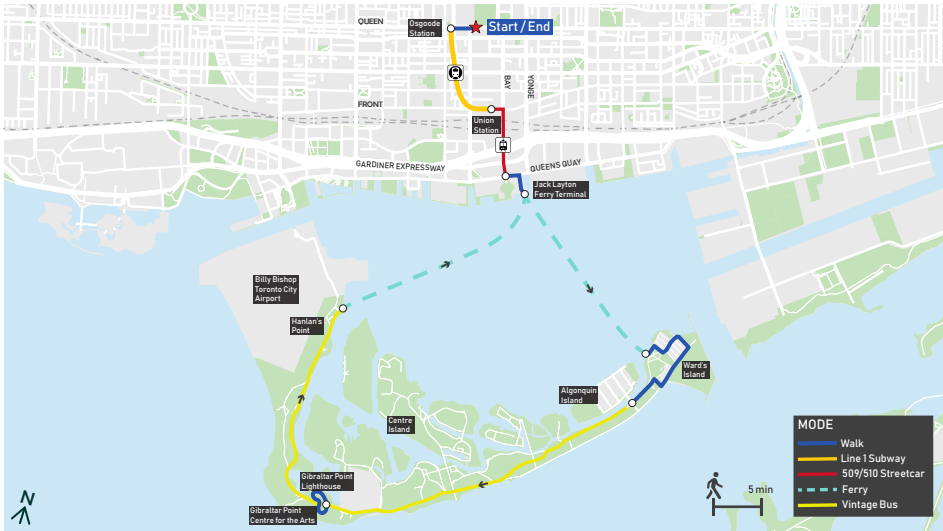 QUEEN
Osgoode
Station
Start/End
BAY
YONGE
FRONT
Union
Station
GARDINER EXPRESSWAY
QUEENS QUAY
Jack Layton
Ferry Terminal
Billy Bishop
Toronto City
Airport
Hanlan's
Point
Ward's
Island
Algonquin
Island
Centre
Island
Gibraltar Point
Lighthouse
Gibraltar Point
Centre for the Arts
N
5 min
MODE
Walk
Line 1 Subway
509/510 Streetcar
Ferry
Vintage Bus